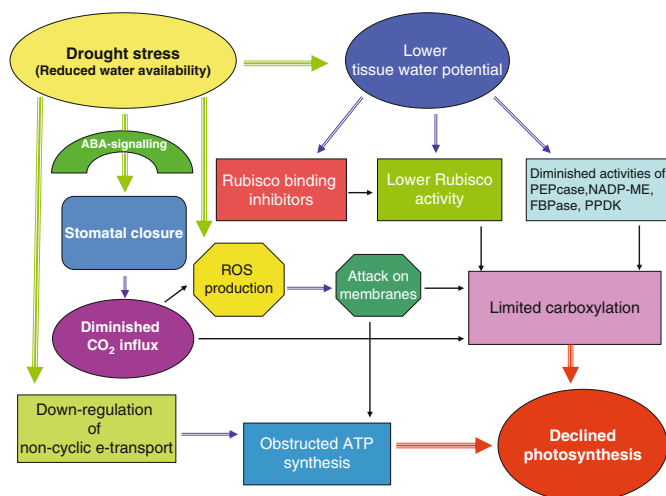 Drought stress
(Reduced water availability)
Lower
tissue water potential
ABA-signalling
Rubisco binding
inhibitors
Lower Rubisco
activity
Diminished activities of
PEPcase,NADP-ME,
FBPase, PPDK
Stomatal closure
ROS
production
Attack on
membranes
Limited carboxylation
Diminished
CO₂ influx
Down-regulation
of
non-cyclic e-transport
Obstructed ATP
synthesis
Declined
photosynthesis